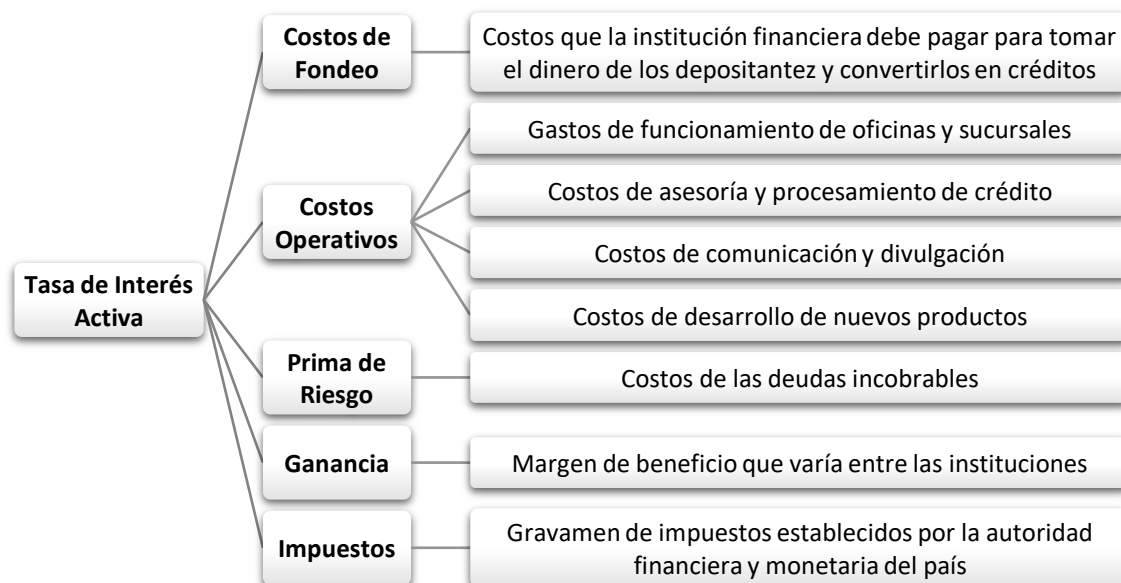 Costos de
Fondeo
Costos que la institución financiera debe pagar para tomar
el dinero de los depositantez y convertirlos en créditos
Tasa de Interés
Activa
Costos
Operativos
Gastos de funcionamiento de oficinas y sucursales
Costos de asesoría y procesamiento de crédito
Costos de comunicación y divulgación
Costos de desarrollo de nuevos productos
Prima de
Riesgo
Costos de las deudas incobrables
Ganancia
Margen de beneficio que varía entre las instituciones
Impuestos
Gravamen de impuestos establecidos por la autoridad
financiera y monetaria del país